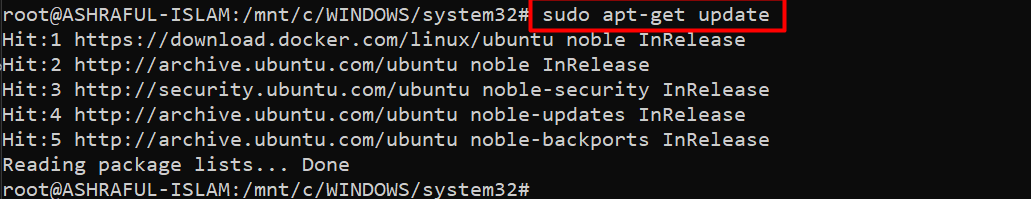 root@ASHRAFUL-ISLAM:/mnt/c/WINDOWS/system32# sudo apt-get update
Hit:1 https://download.docker.com/linux/ubuntu noble InRelease
Hit:2 http://archive.ubuntu.com/ubuntu noble InRelease
Hit:3 http://security.ubuntu.com/ubuntu noble-security InRelease
Hit:4 http://archive.ubuntu.com/ubuntu noble-updates InRelease
Hit:5 http://archive.ubuntu.com/ubuntu noble-backports InRelease
Reading package lists... Done
root@ASHRAFUL-ISLAM:/mnt/c/WINDOWS/system32#